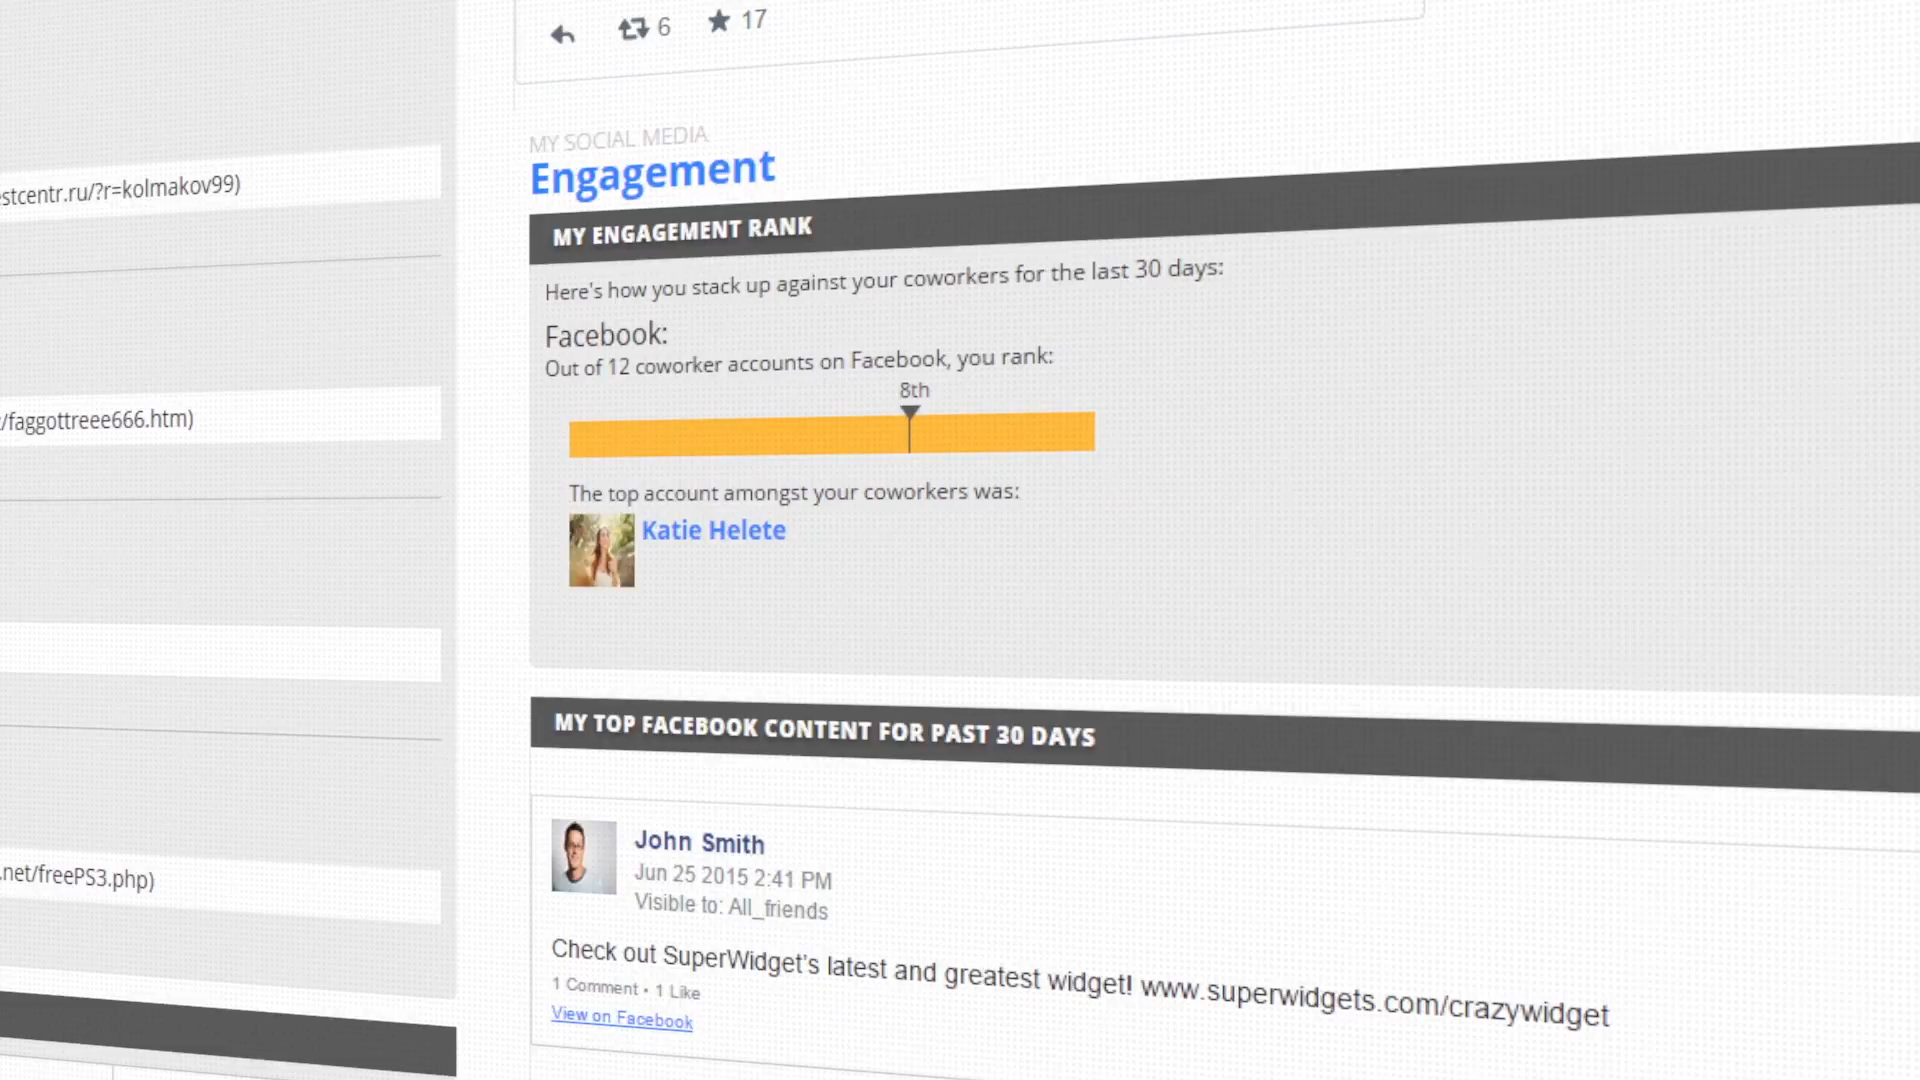 6 17
MY SOCIAL MEDIA
Engagement
MY ENGAGEMENT RANK
Here's how you stack up against your coworkers for the last 30 days:
Facebook:
Out of 12 coworker accounts on Facebook, you rank:
8th
The top account amongst your coworkers was:
Katie Helete
MY TOP FACEBOOK CONTENT FOR PAST 30 DAYS
John Smith
Jun 25 2015 2:41 PM
Visible to: All_friends
Check out SuperWidget's latest and greatest widget! www.superwidgets.com/crazywidget
1 Comment • 1 Like
View on Facebook
estcentr.ru/?r=kolmakov99)
/faggottreee666.htm)
.net/freePS3.php)